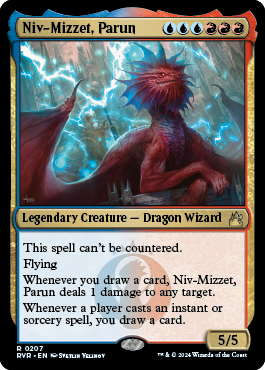 Niv-Mizzet, Parun
Legendary Creature — Dragon Wizard
This spell can't be countered.
Flying
Whenever you draw a card, Niv-Mizzet,
Parun deals 1 damage to any target.
Whenever a player casts an instant or
sorcery spell, you draw a card.
5/5
R 0207
RVR • EN Svetlin Velinov
™ & © 2024 Wizards of the Coast